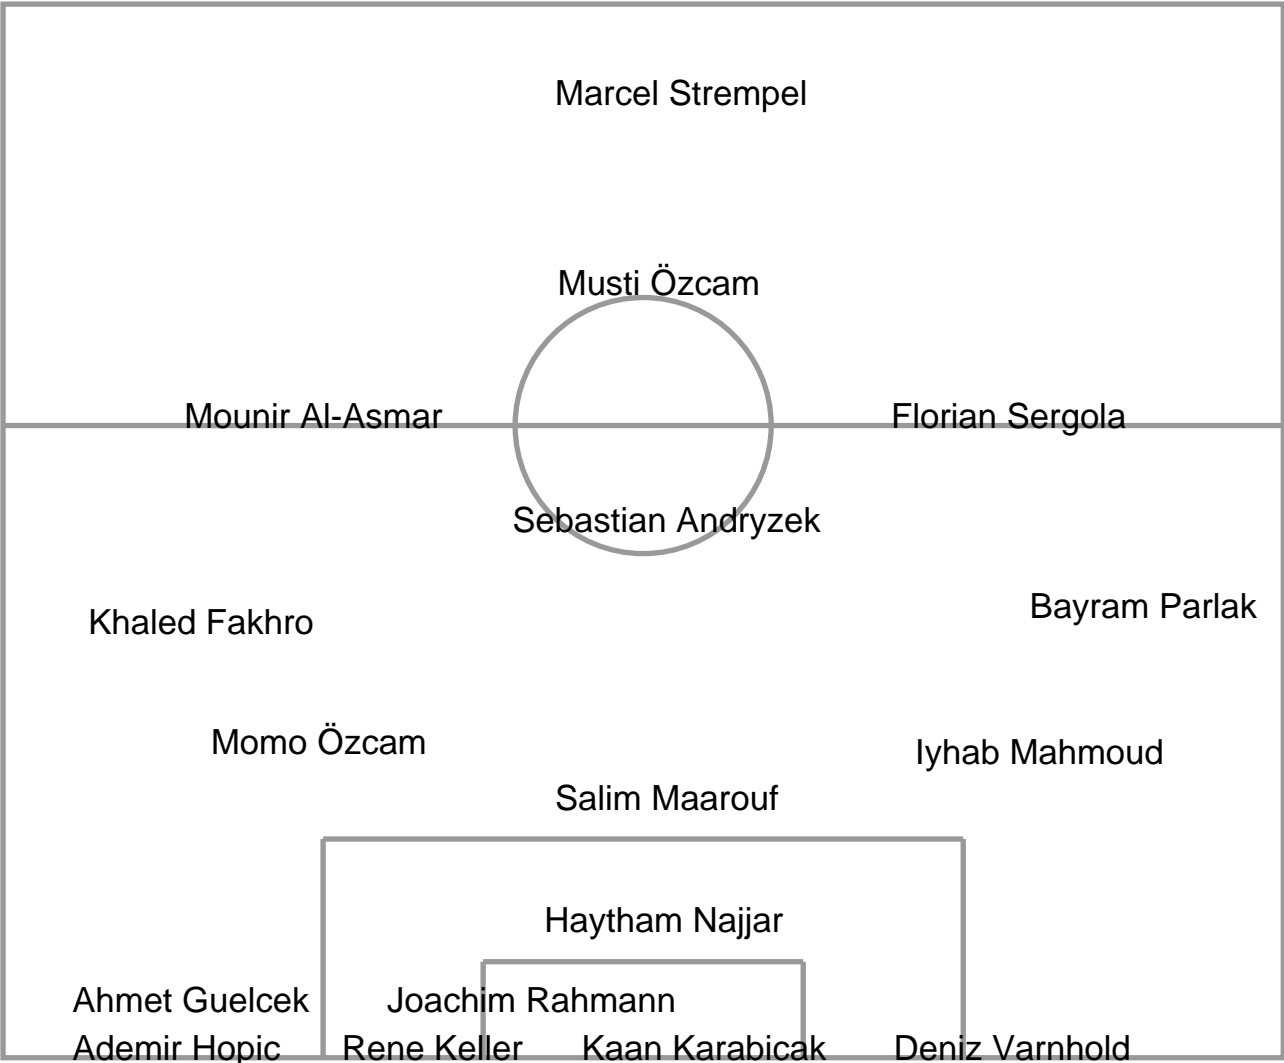 Marcel Strempel
Musti Özcam
Mounir Al-Asmar
Florian Sergola
Sebastian Andryzek
Bayram Parlak
Khaled Fakhro
Momo Özcam
Iyhab Mahmoud
Salim Maarouf
Haytham Najjar
Ahmet Guelcek Joachim Rahmann
Ademir Hopic Rene Keller Kaan Karabicak Deniz Varnhold